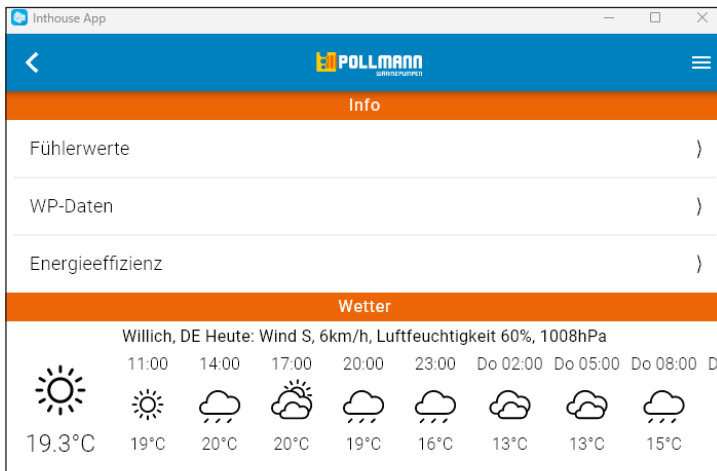 Inthouse App
POLLMANN
WÄRMEPUMPEN
Info
Fühlerwerte
WP-Daten
Energieeffizienz
Wetter
Willich, DE Heute: Wind S, 6km/h, Luftfeuchtigkeit 60%, 1008hPa
11:00 14:00 17:00 20:00 23:00 Do 02:00 Do 05:00 Do 08:00 D
19.3°C 19°C 20°C 20°C 19°C 16°C 13°C 13°C 15°C